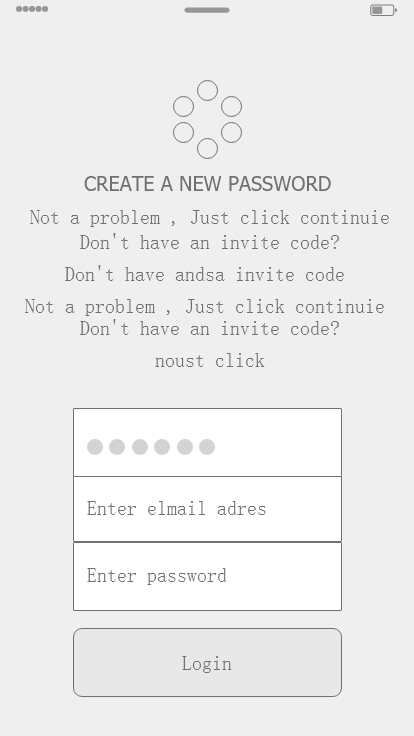 CREATE A NEW PASSWORD
Not a problem , Just click continuie
Don't have an invite code?
Don't have andsa invite code
Not a problem , Just click continuie
Don't have an invite code?
noust click
Enter elmail adres
Enter password
Login